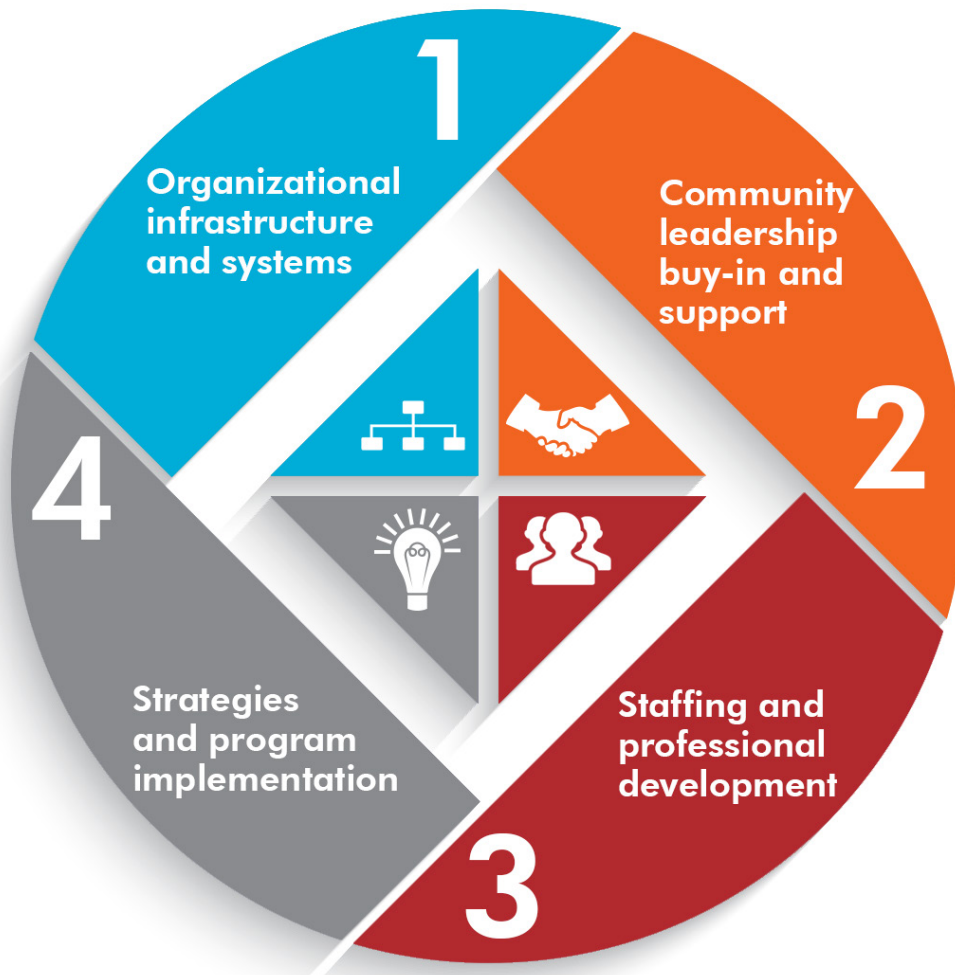 1
Organizational
infrastructure
and systems
Community
leadership
buy-in and
support
2
Staffing and
professional
development
3
4
Strategies
and program
implementation